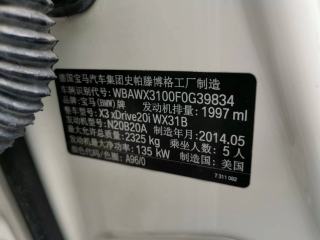 德国宝马汽车集团史帕滕博格工厂制造
车辆识别代号: WBAWX3100F0G39834
品牌: 宝马(BMW)牌 发动机排量: 1997 ml
型号: X3 xDrive20i WX31B
发动机型号: N20B20A 制造年月: 2014.05
最大允许总质量: 2325 kg 乘坐人数: 5 人
发动机最大净功率: 135 kW 制造国: 美国
颜色代码/色漆: A96/0
7 311 082